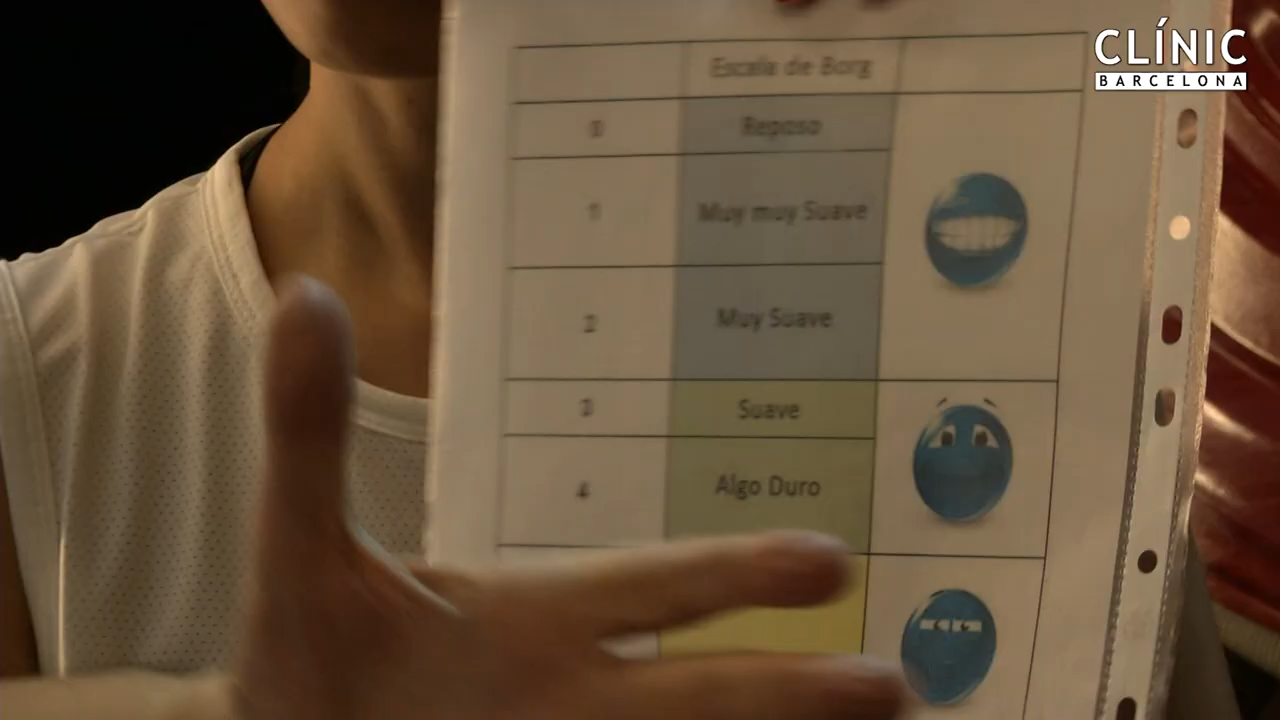 CLÍNIC
BARCELONA
Escala de Borg
0 Reposo
1 Muy muy Suave
2 Muy Suave
3 Suave
4 Algo Duro